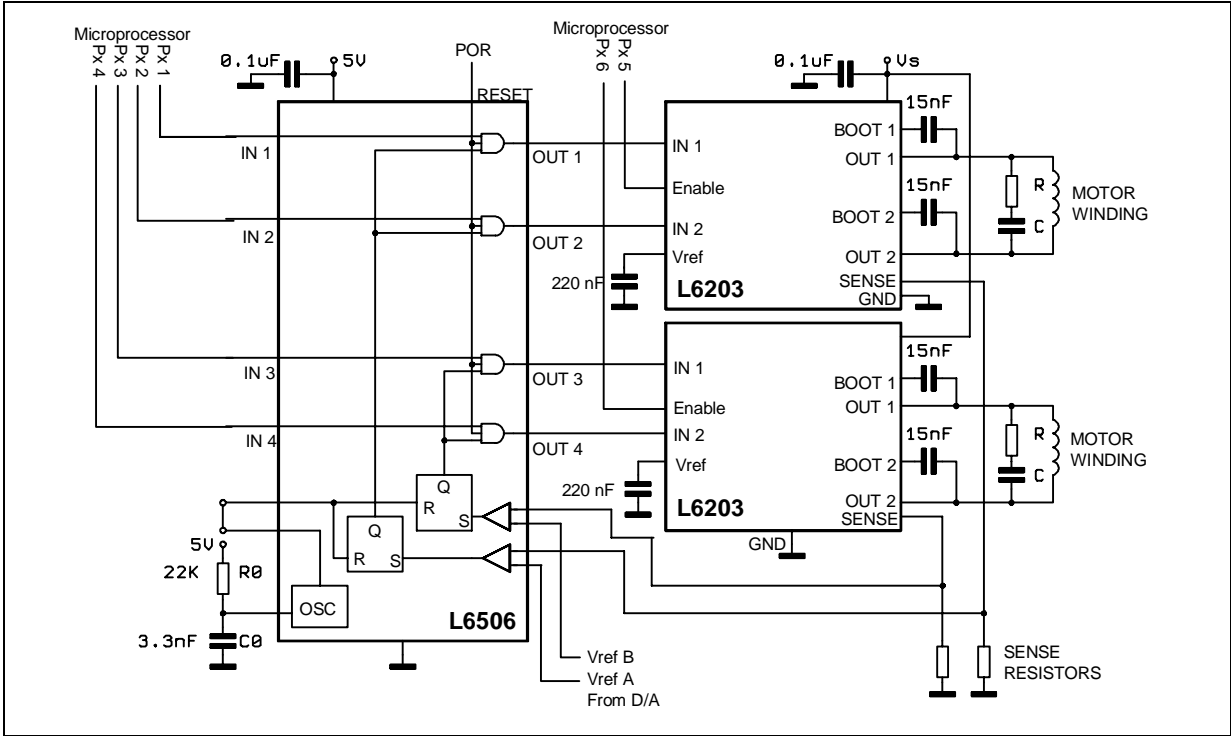 Microprocessor
Px 4
Px 3
Px 2
Px 1
0.1uF
5V
POR
RESET
Microprocessor
Px 6
Px 5
0.1uF
Vs
15nF
BOOT 1
IN 1
OUT 1
IN 1
OUT 1
Enable
15nF
R
MOTOR
WINDING
BOOT 2
C
IN 2
OUT 2
IN 2
Vref
OUT 2
SENSE
220 nF
L6203
GND
15nF
IN 3
OUT 3
IN 1
BOOT 1
OUT 1
Enable
15nF
R
MOTOR
WINDING
IN 4
OUT 4
IN 2
Vref
BOOT 2
C
Q
R
S
220 nF
L6203
OUT 2
SENSE
Q
R
S
GND
5V
22K
R0
OSC
L6506
3.3nF
C0
Vref B
Vref A
From D/A
SENSE
RESISTORS